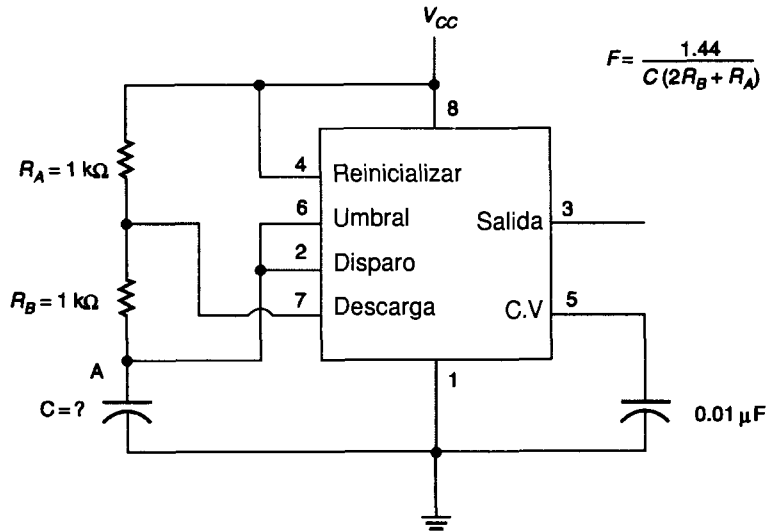 V_CC
F = 1.44 / C (2R_B + R_A)
8
R_A = 1 kΩ
4 Reinicializar
6 Umbral
Salida 3
2 Disparo
R_B = 1 kΩ
7 Descarga
C.V 5
A
1
C = ?
0.01 μF